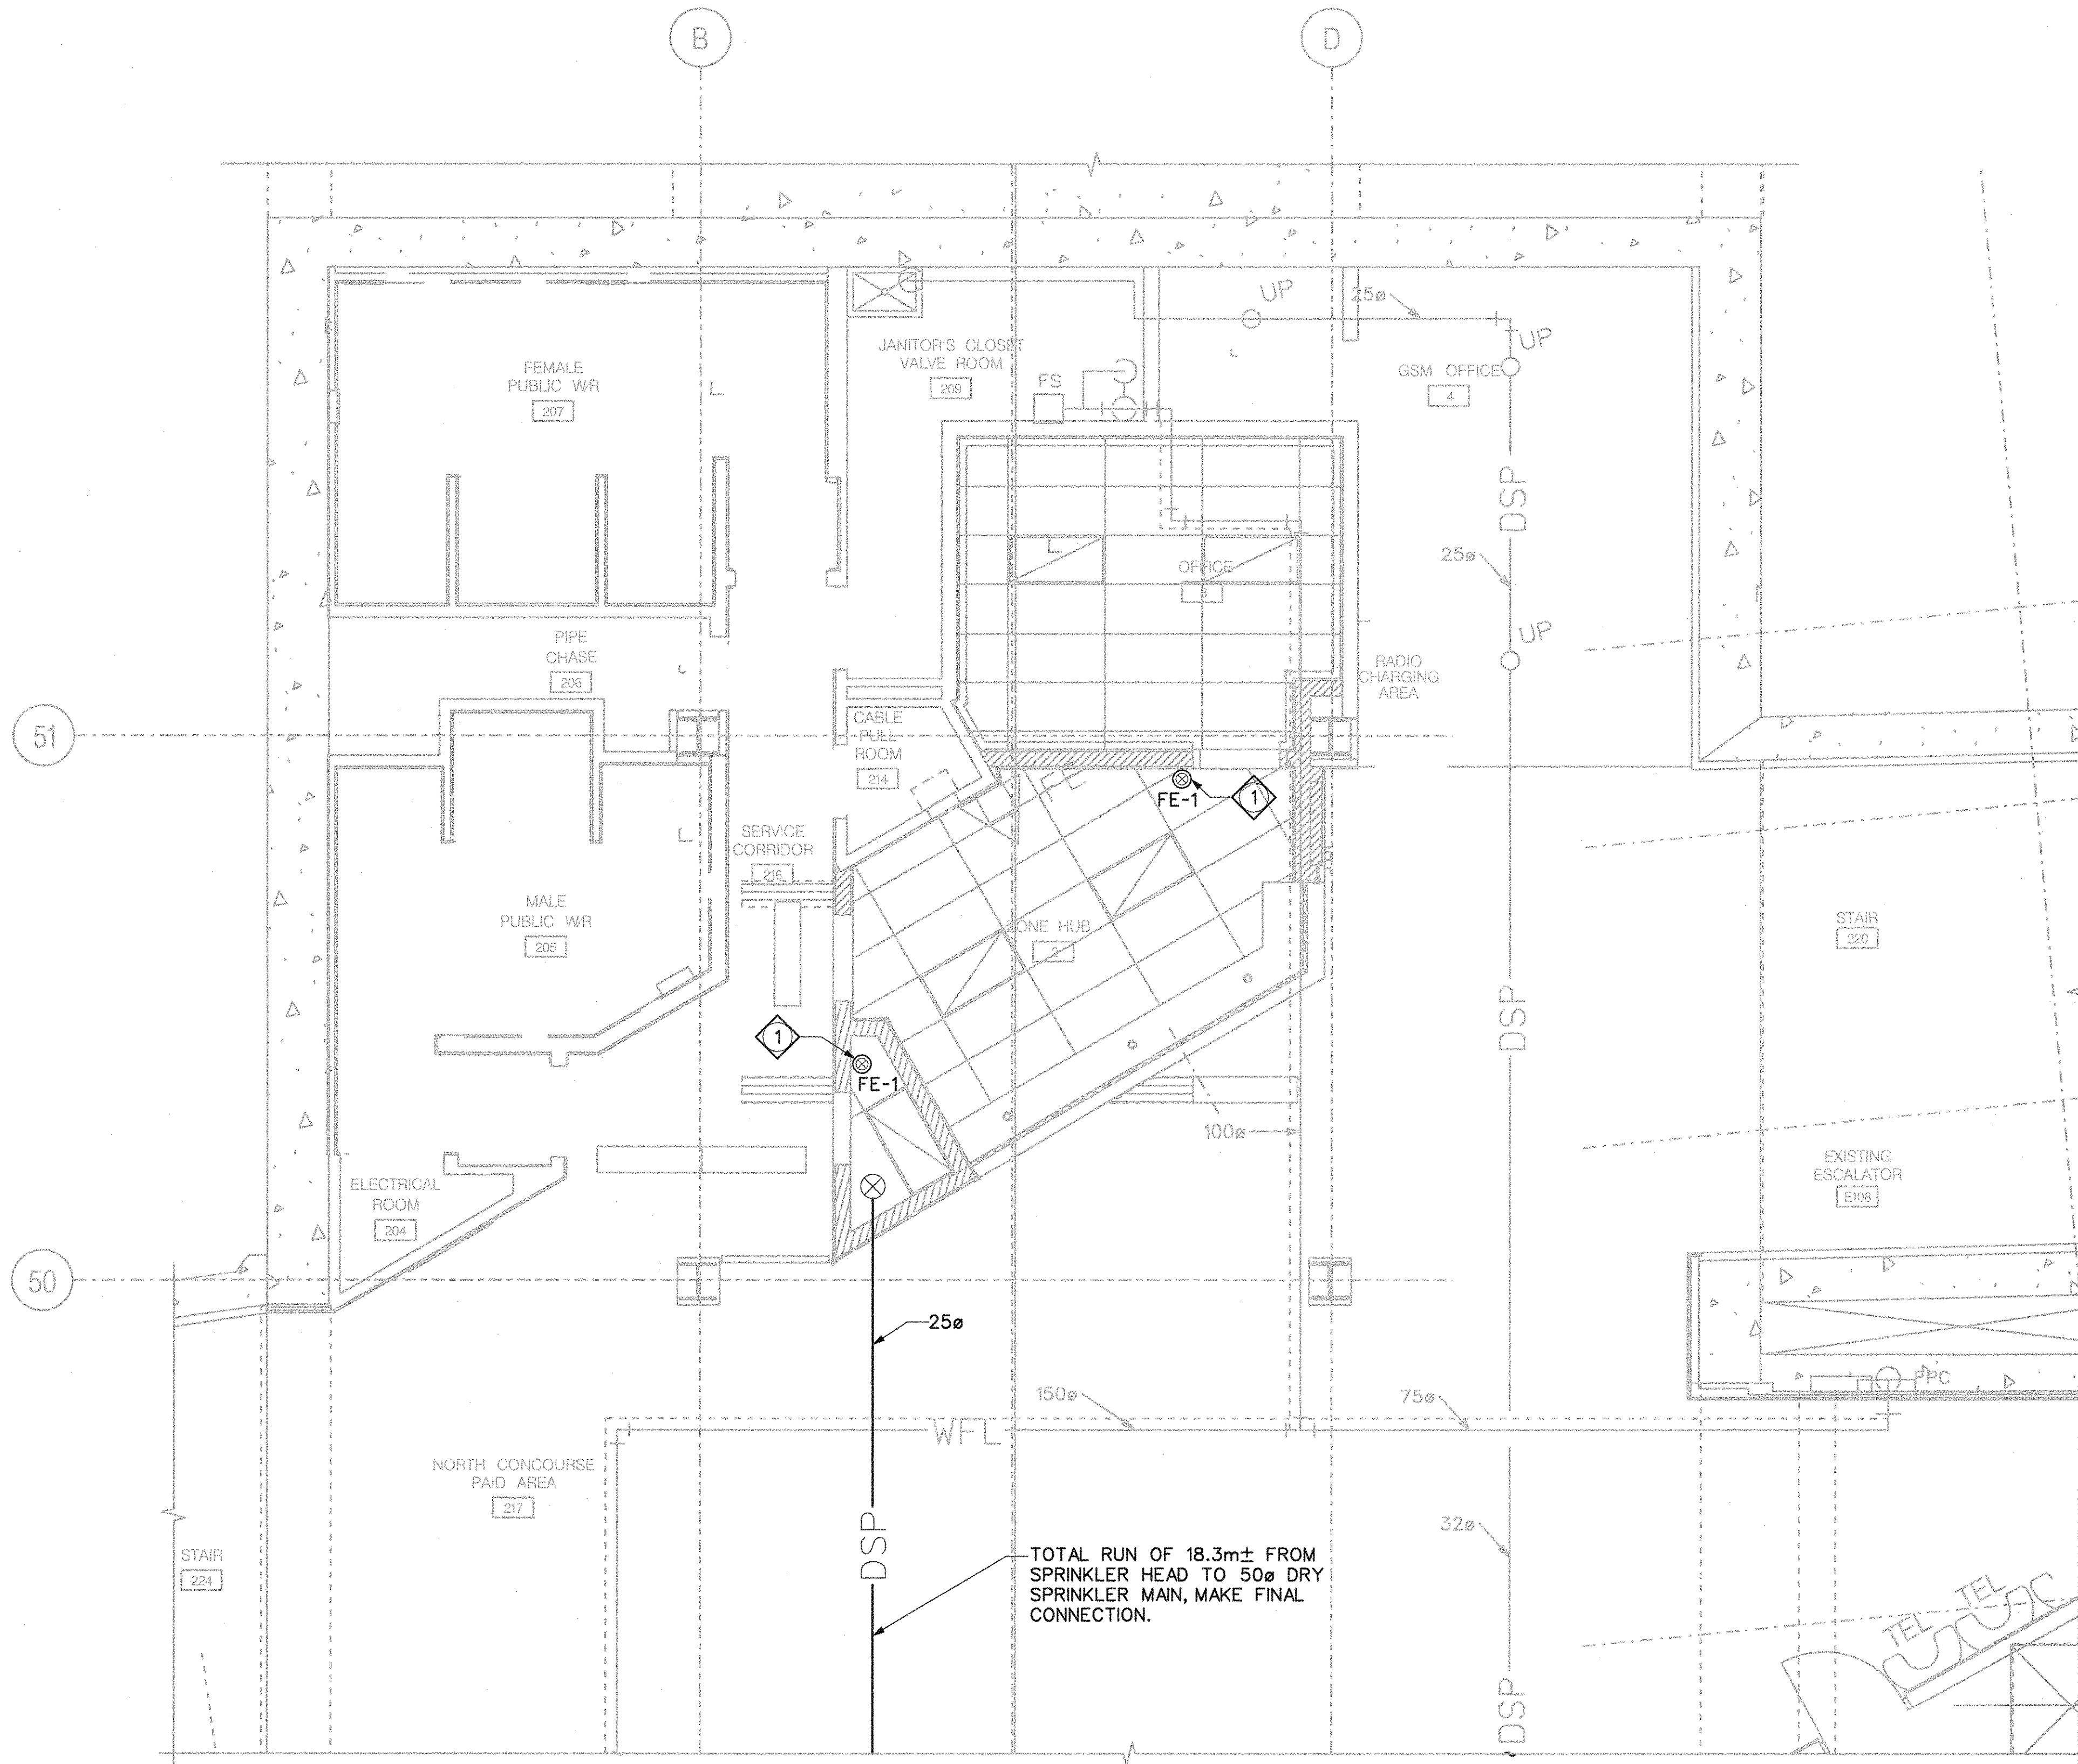 B
D
UP
25ø
UP
JANITOR'S CLOSET
VALVE ROOM
209
FEMALE
PUBLIC W/R
207
FS
GSM OFFICE
4
DSP
25ø
OFFICE
UP
PIPE
CHASE
206
RADIO
CHARGING
AREA
CABLE
PULL
ROOM
214
51
FE-1
1
SERVICE
CORRIDOR
216
MALE
PUBLIC W/R
205
ZONE HUB
2
STAIR
220
DSP
1
FE-1
100ø
EXISTING
ESCALATOR
E108
ELECTRICAL
ROOM
204
50
25ø
150ø
75ø
WFL
NORTH CONCOURSE
PAID AREA
217
DSP
32ø
TOTAL RUN OF 18.3m± FROM
SPRINKLER HEAD TO 50ø DRY
SPRINKLER MAIN, MAKE FINAL
CONNECTION.
STAIR
224
TEL
TEL
DSP